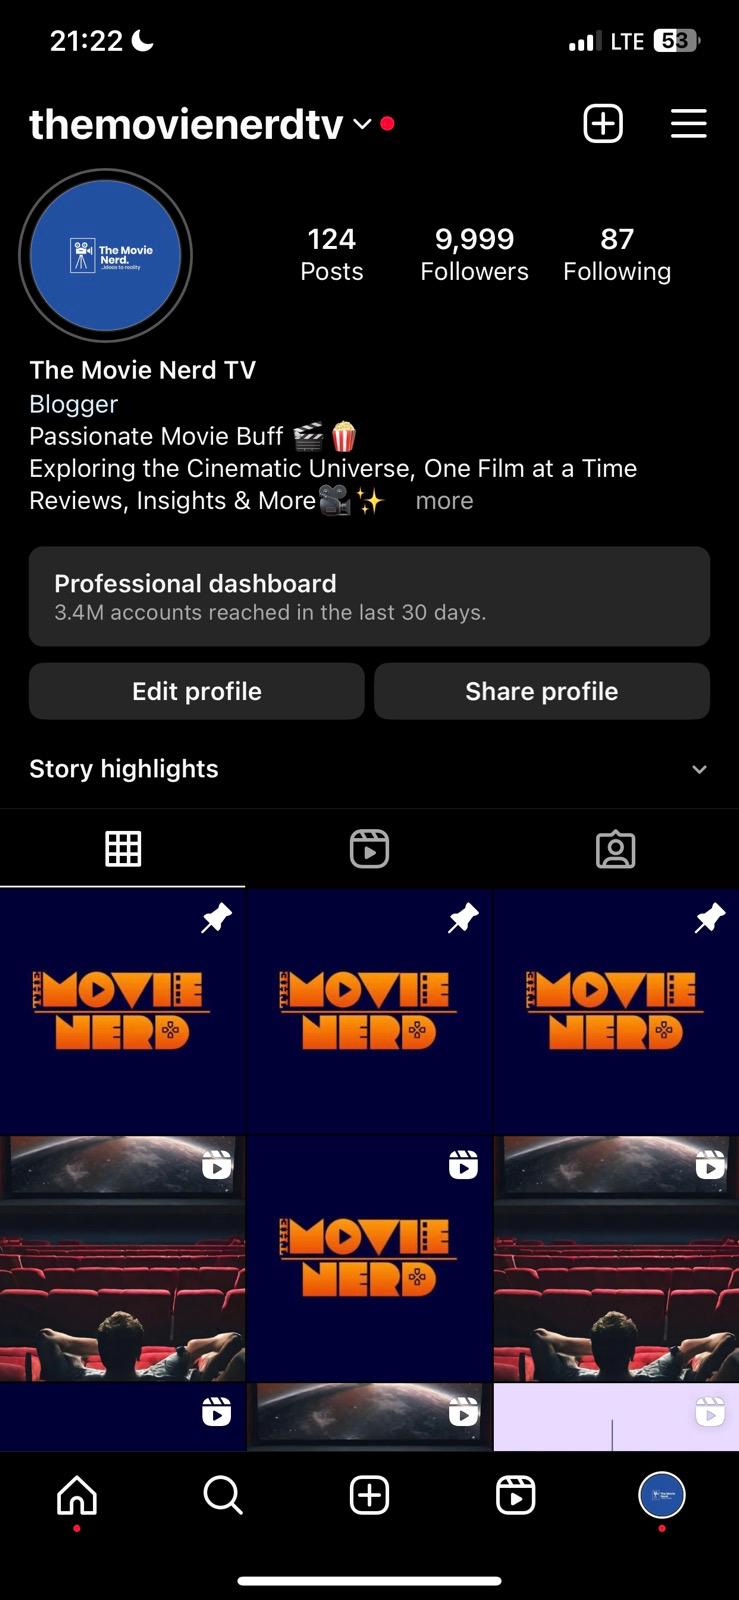 21:22 LTE 53
themovienerdtv
The Movie
Nerd.
124 9,999 87
Posts Followers Following
The Movie Nerd TV
Blogger
Passionate Movie Buff 🎬🍿
Exploring the Cinematic Universe, One Film at a Time
Reviews, Insights & More🎥✨ more
Professional dashboard
3.4M accounts reached in the last 30 days.
Edit profile Share profile
Story highlights
THE MOVIE THE MOVIE THE MOVIE
NERD NERD NERD
THE MOVIE
NERD